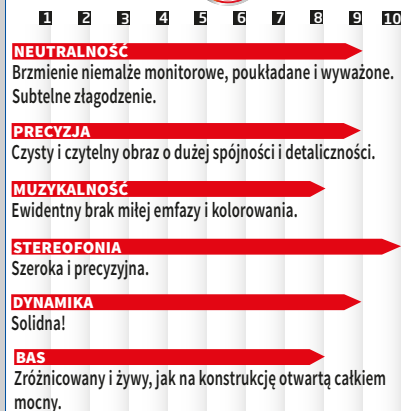 1 2 3 4 5 6 7 8 9 10
NEUTRALNOŚĆ
Brzmienie niemalże monitorowe, poukładane i wyważone.
Subtelne złagodzenie.
PRECYZJA
Czysty i czytelny obraz o dużej spójności i detaliczności.
MUZYKALNOŚĆ
Ewidentny brak miłej emfazy i kolorowania.
STEREOFONIA
Szeroka i precyzyjna.
DYNAMIKA
Solidna!
BAS
Zróżnicowany i żywy, jak na konstrukcję otwartą całkiem
mocny.